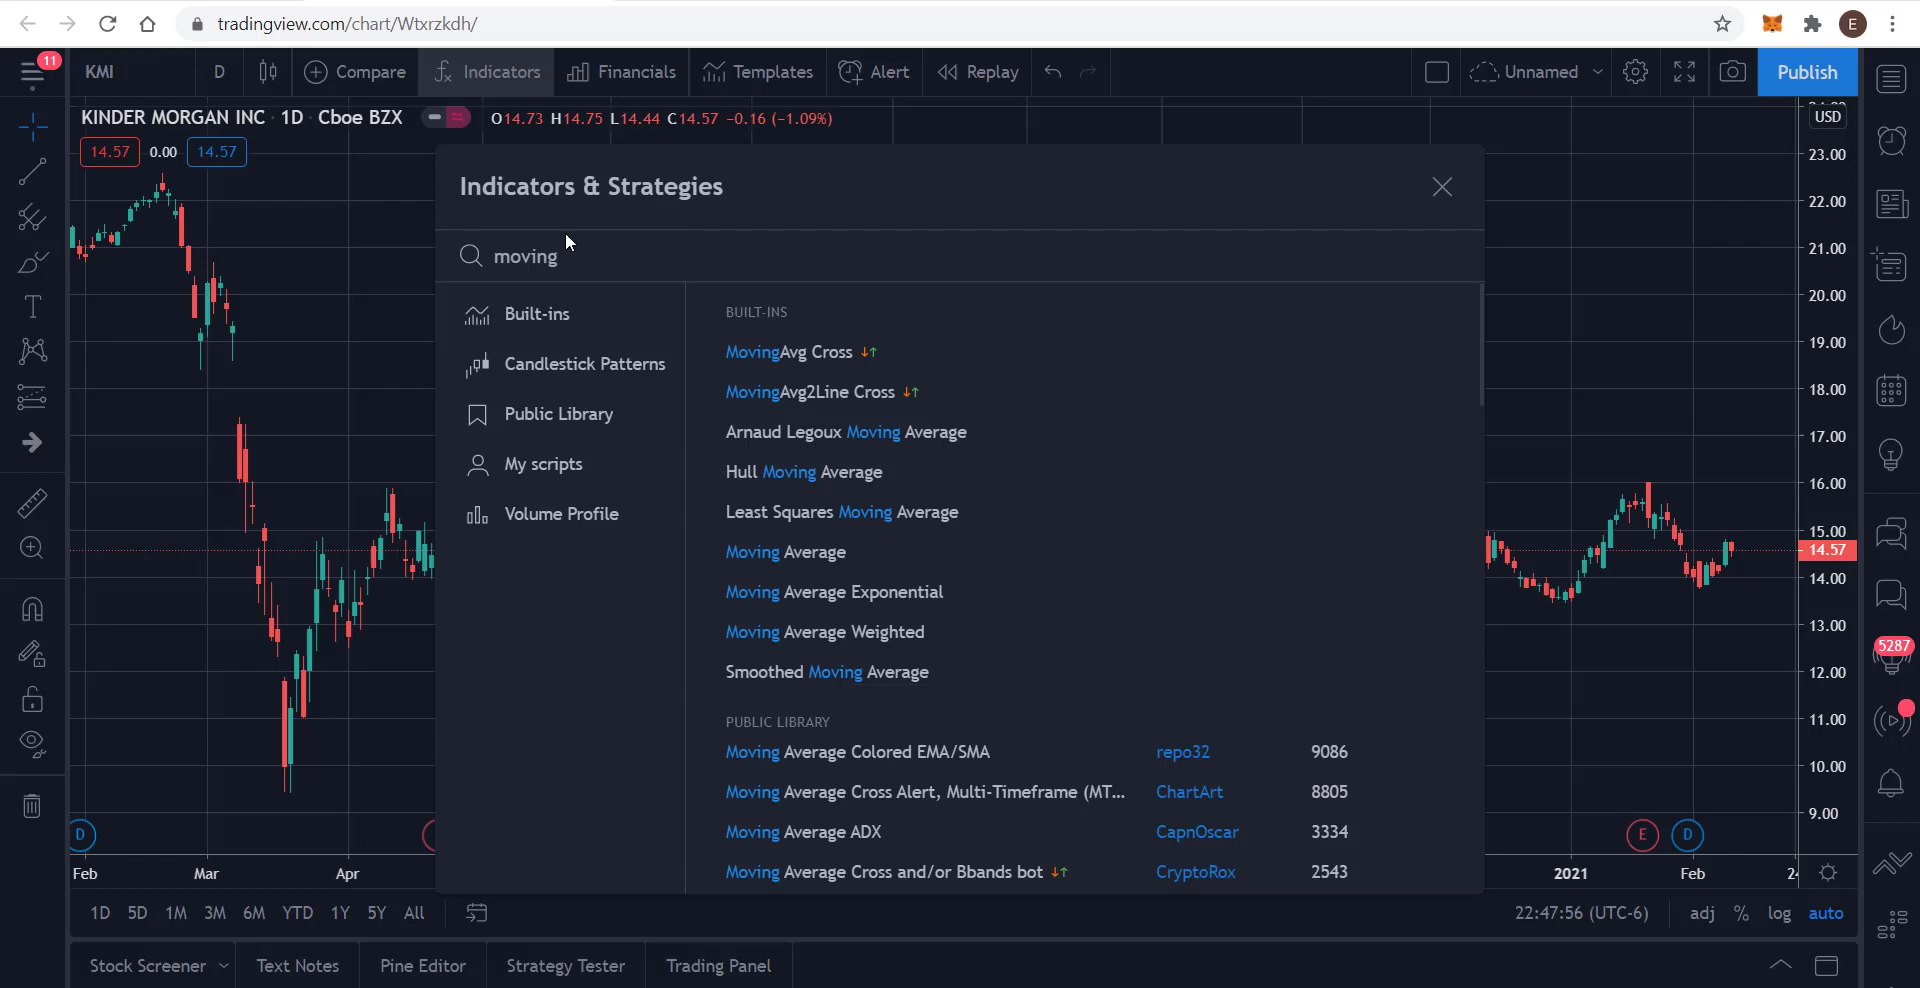 tradingview.com/chart/Wtxrzkdh/
E
11
KMI D Compare Indicators Financials Templates Alert Replay Unnamed Publish
KINDER MORGAN INC · 1D · Cboe BZX O14.73 H14.75 L14.44 C14.57 −0.16 (−1.09%)
USD
14.57 0.00 14.57
23.00
22.00
21.00
20.00
19.00
18.00
17.00
16.00
15.00
14.57
14.00
13.00
12.00
11.00
10.00
9.00
Indicators & Strategies
moving
Built-ins
Candlestick Patterns
Public Library
My scripts
Volume Profile
BUILT-INS
MovingAvg Cross
MovingAvg2Line Cross
Arnaud Legoux Moving Average
Hull Moving Average
Least Squares Moving Average
Moving Average
Moving Average Exponential
Moving Average Weighted
Smoothed Moving Average
PUBLIC LIBRARY
Moving Average Colored EMA/SMA repo32 9086
Moving Average Cross Alert, Multi-Timeframe (MT... ChartArt 8805
Moving Average ADX CapnOscar 3334
Moving Average Cross and/or Bbands bot CryptoRox 2543
5287
D E D
Feb Mar Apr 2021 Feb
1D 5D 1M 3M 6M YTD 1Y 5Y All 22:47:56 (UTC-6) adj % log auto
Stock Screener Text Notes Pine Editor Strategy Tester Trading Panel